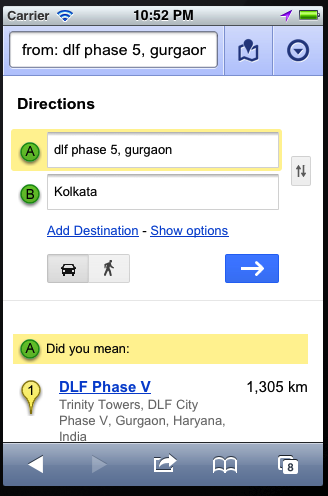 Carrier 10:52 PM
from: dlf phase 5, gurgaon
Directions
A dlf phase 5, gurgaon
B Kolkata
Add Destination - Show options
A Did you mean:
1 DLF Phase V 1,305 km
Trinity Towers, DLF City
Phase V, Gurgaon, Haryana,
India
8